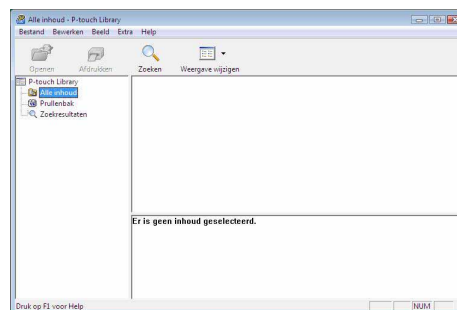 Alle inhoud - P-touch Library
Bestand Bewerken Beeld Extra Help
Openen Afdrukken Zoeken Weergave wijzigen
P-touch Library
Alle inhoud
Prullenbak
Zoekresultaten
Er is geen inhoud geselecteerd.
Druk op F1 voor Help NUM